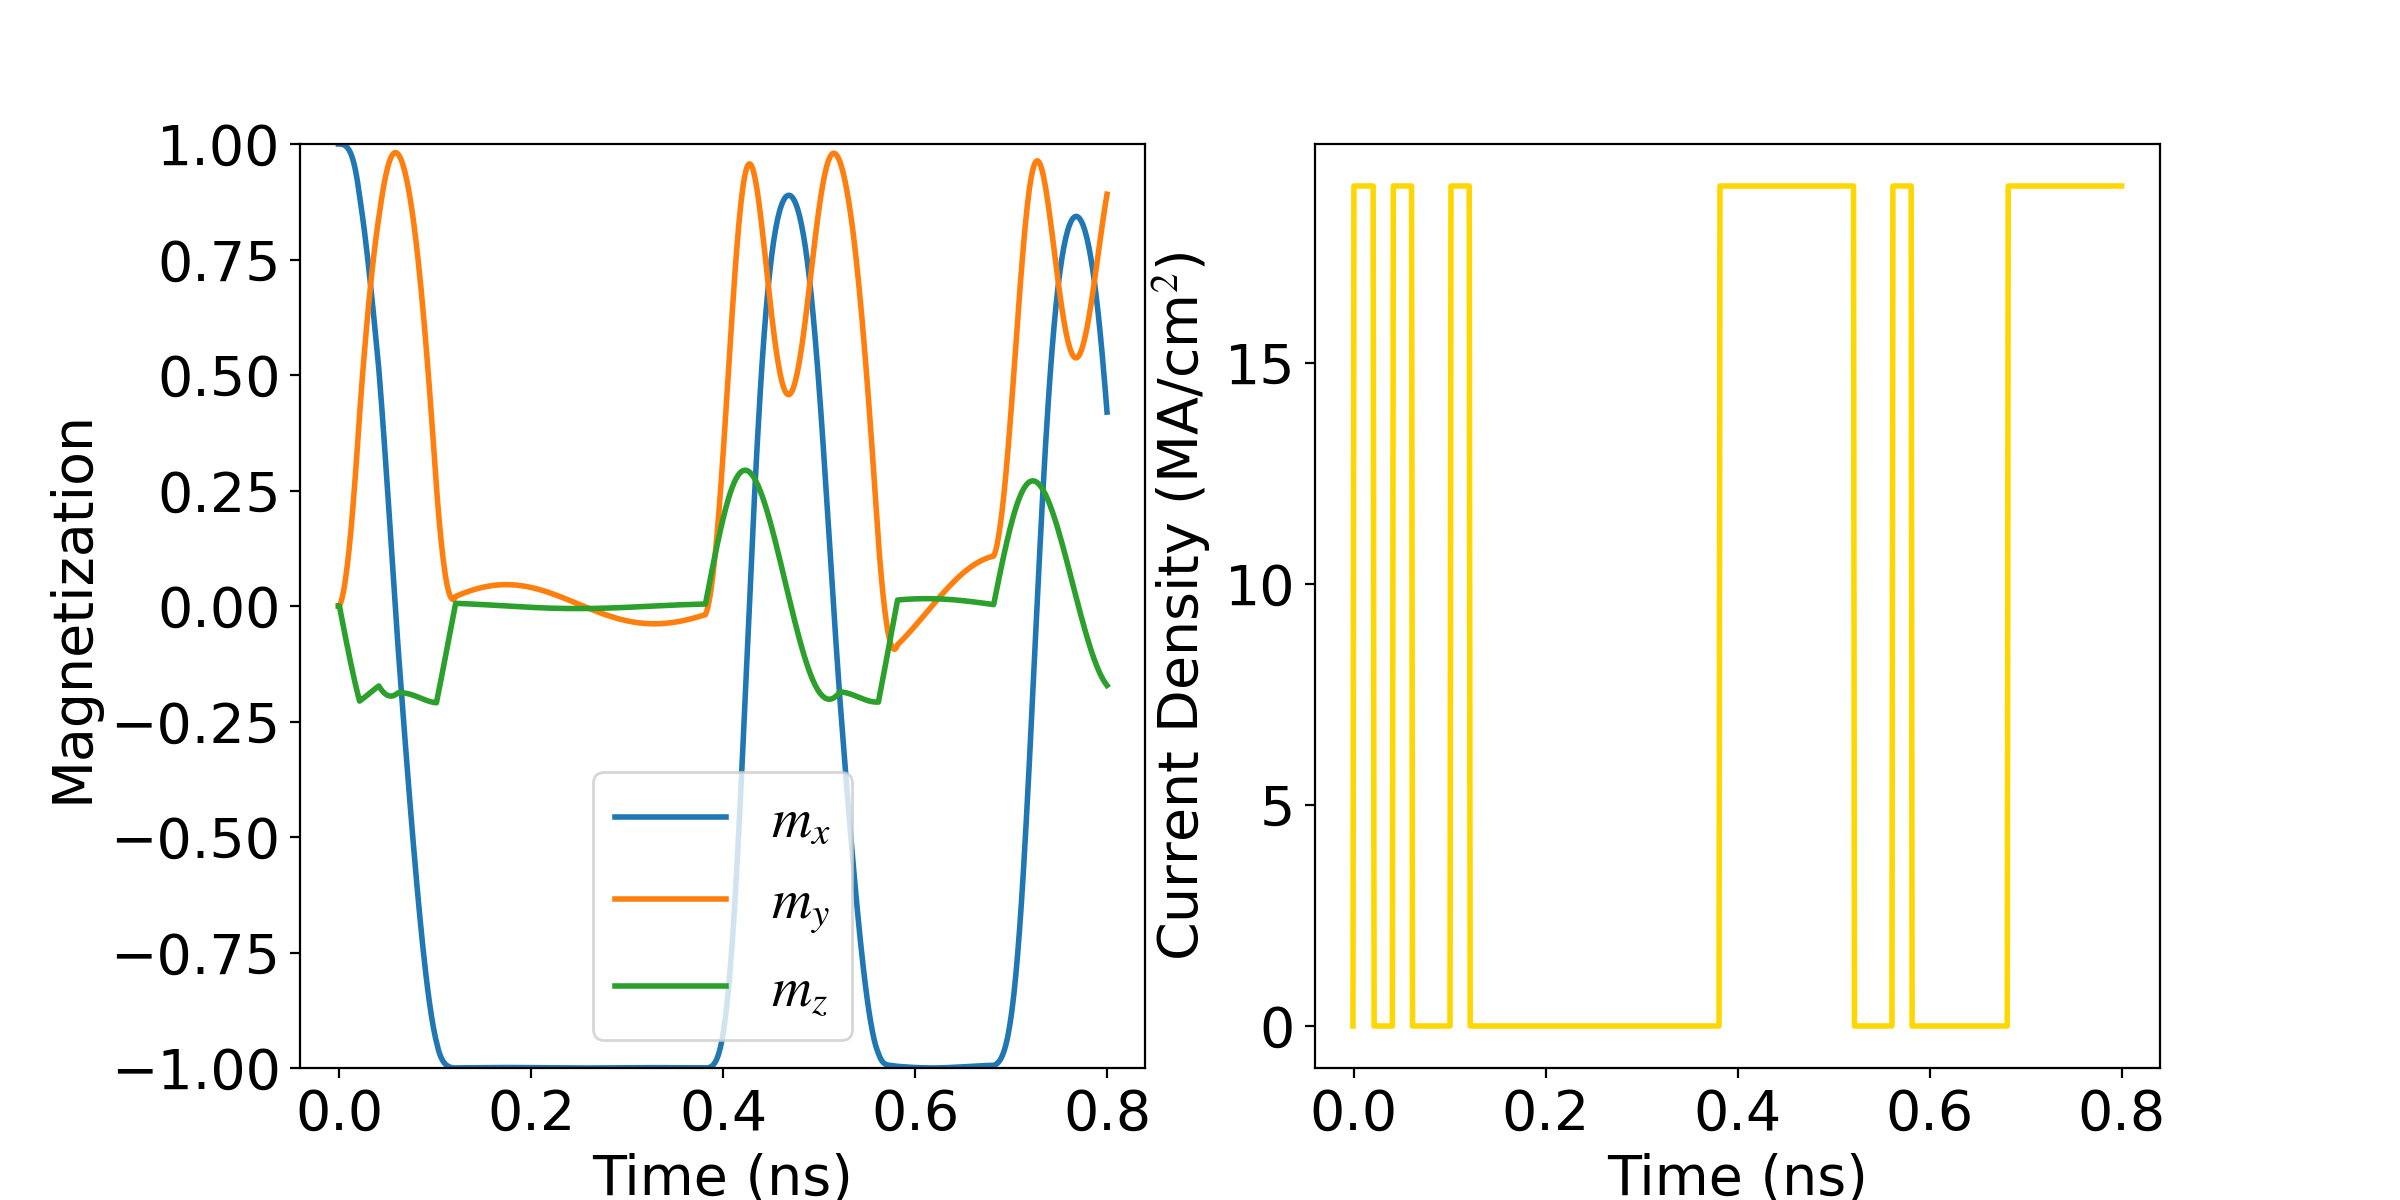 Magnetization
1.00
0.75
0.50
0.25
0.00
−0.25
−0.50
−0.75
−1.00
m_x
m_y
m_z
0.0 0.2 0.4 0.6 0.8
Time (ns)
Current Density (MA/cm²)
15
10
5
0
0.0 0.2 0.4 0.6 0.8
Time (ns)